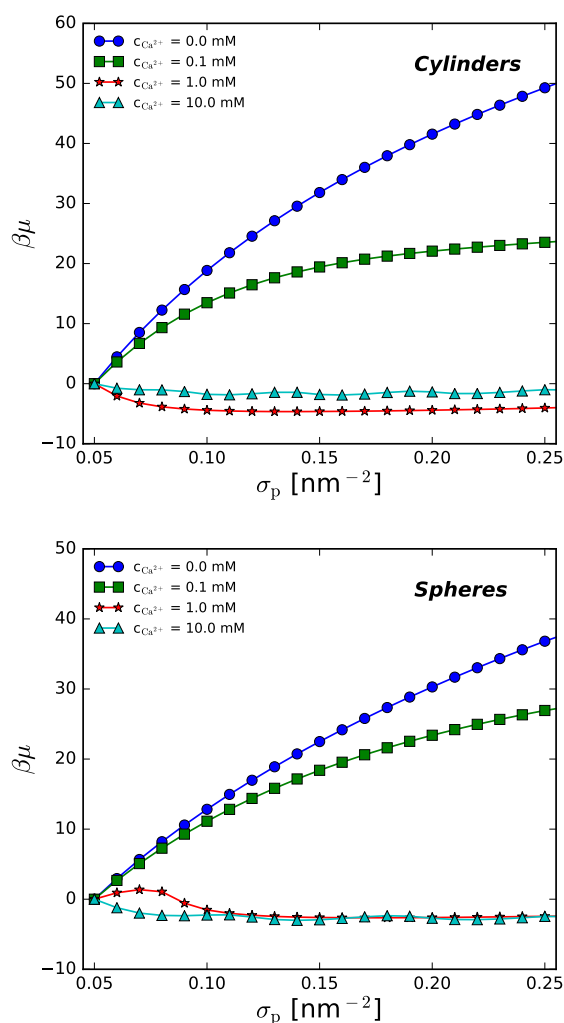 60
50
40
30
20
10
0
−10
βμ
c_Ca²⁺ = 0.0 mM
c_Ca²⁺ = 0.1 mM
c_Ca²⁺ = 1.0 mM
c_Ca²⁺ = 10.0 mM
Cylinders
0.05 0.10 0.15 0.20 0.25
σ_p [nm⁻²]
50
40
30
20
10
0
−10
βμ
c_Ca²⁺ = 0.0 mM
c_Ca²⁺ = 0.1 mM
c_Ca²⁺ = 1.0 mM
c_Ca²⁺ = 10.0 mM
Spheres
0.05 0.10 0.15 0.20 0.25
σ_p [nm⁻²]